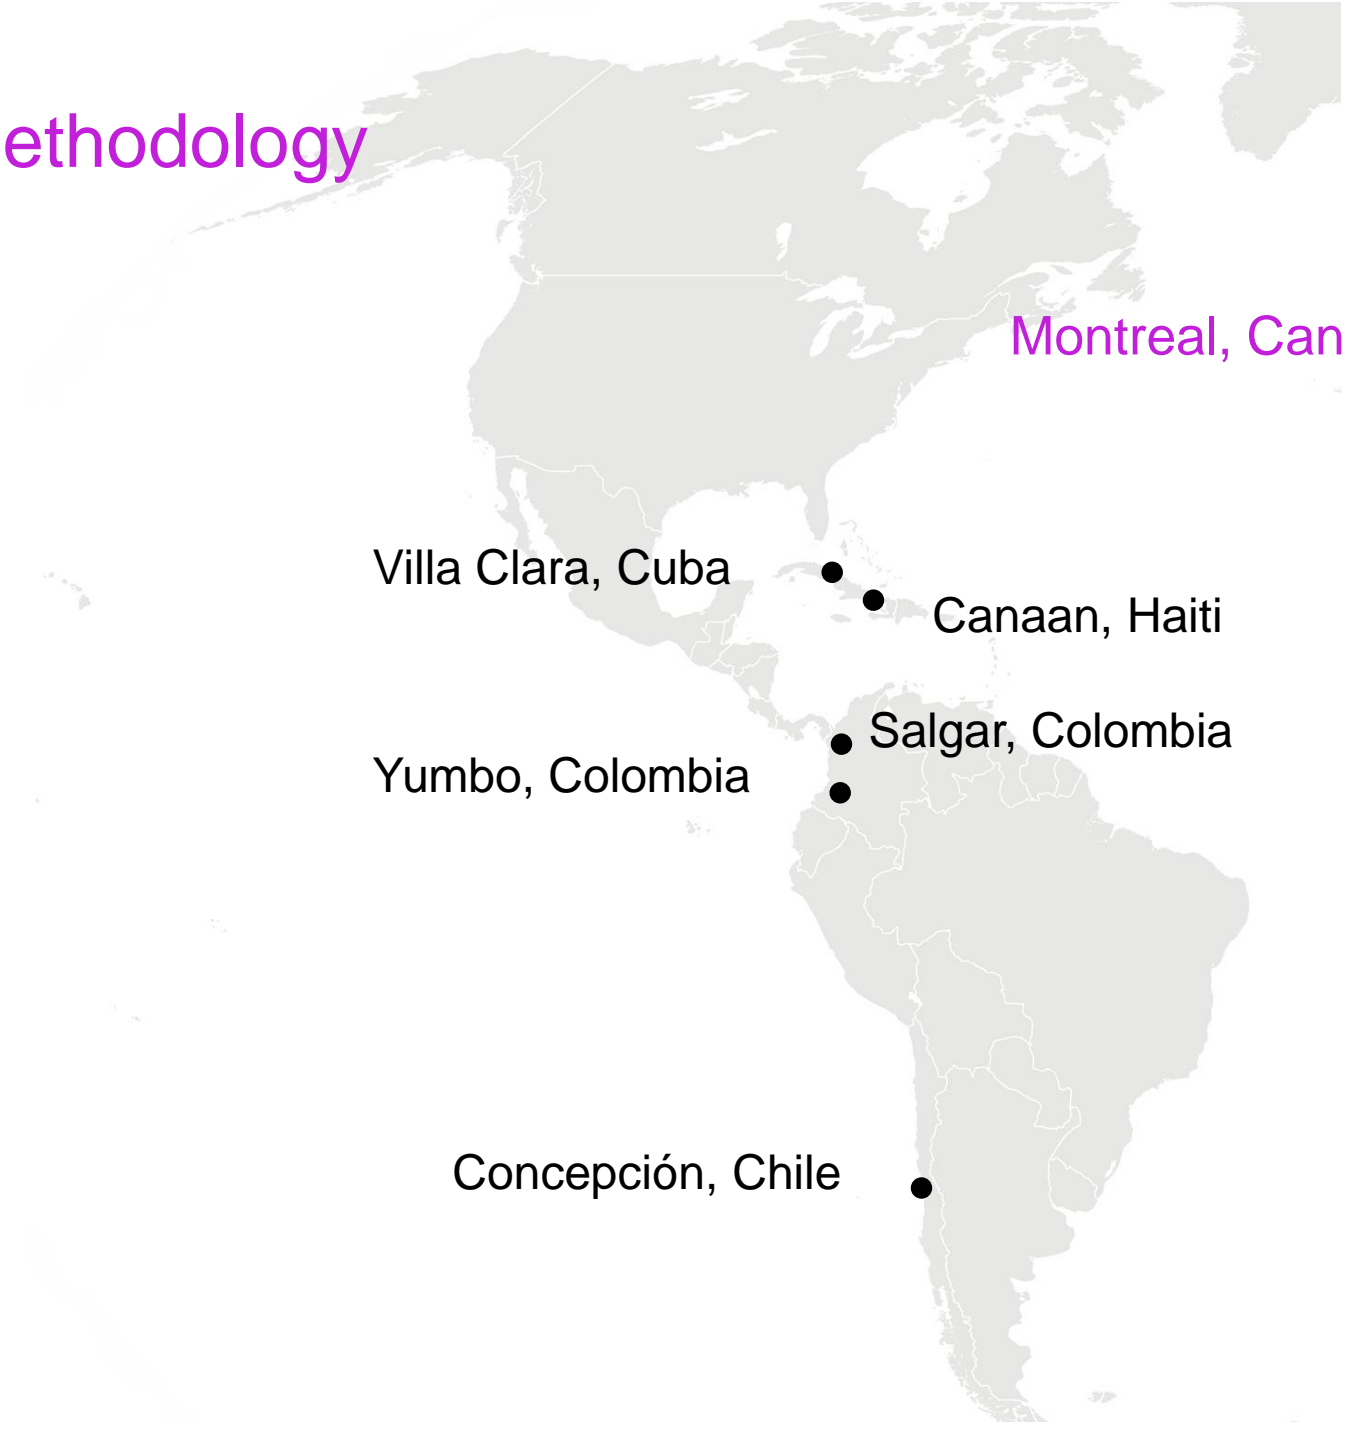 ethodology
Montreal, Can
Villa Clara, Cuba
Canaan, Haiti
Salgar, Colombia
Yumbo, Colombia
Concepción, Chile